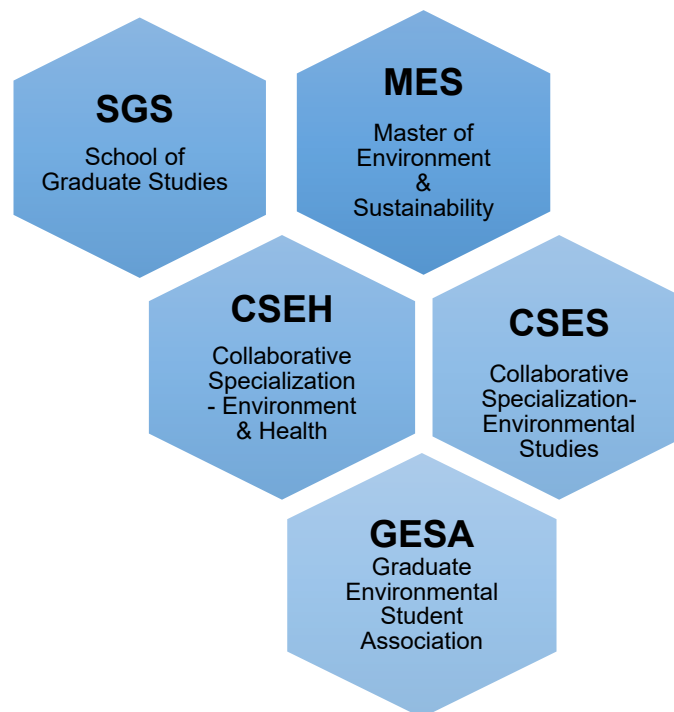 SGS
School of
Graduate Studies
MES
Master of
Environment
&
Sustainability
CSEH
Collaborative
Specialization
- Environment
& Health
CSES
Collaborative
Specialization-
Environmental
Studies
GESA
Graduate
Environmental
Student
Association